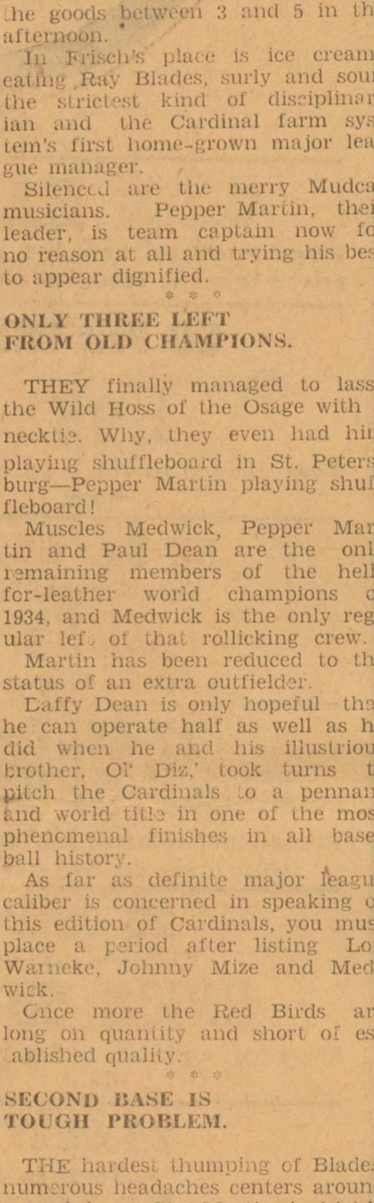 the goods between 3 and 5 in th
afternoon.
In Frisch's place is ice cream
eating Ray Blades, surly and sour
the strictest kind of disciplinar
ian and the Cardinal farm sys
tem's first home-grown major lea
gue manager.
Silenced are the merry Mudca
musicians. Pepper Martin, thei
leader, is team captain now fo
no reason at all and trying his bes
to appear dignified.
* * *
ONLY THREE LEFT
FROM OLD CHAMPIONS.
THEY finally managed to lass
the Wild Hoss of the Osage with
necktie. Why, they even had hi
playing shuffleboard in St. Peters
burg—Pepper Martin playing shuf
fleboard!
Muscles Medwick, Pepper Mar
tin and Paul Dean are the onl
remaining members of the hell
for-leather world champions o
1934, and Medwick is the only reg
ular left of that rollicking crew.
Martin has been reduced to th
status of an extra outfielder.
Daffy Dean is only hopeful tha
he can operate half as well as h
did when he and his illustriou
brother, Ol' Diz,' took turns t
pitch the Cardinals to a pennan
and world title in one of the mos
phenomenal finishes in all base
ball history.
As far as definite major leagu
caliber is concerned in speaking o
this edition of Cardinals, you mus
place a period after listing Lo
Warneke, Johnny Mize and Med
wick.
Once more the Red Birds ar
long on quantity and short of es
tablished quality.
* * *
SECOND BASE IS
TOUGH PROBLEM.
THE hardest thumping of Blades
numerous headaches centers aroun